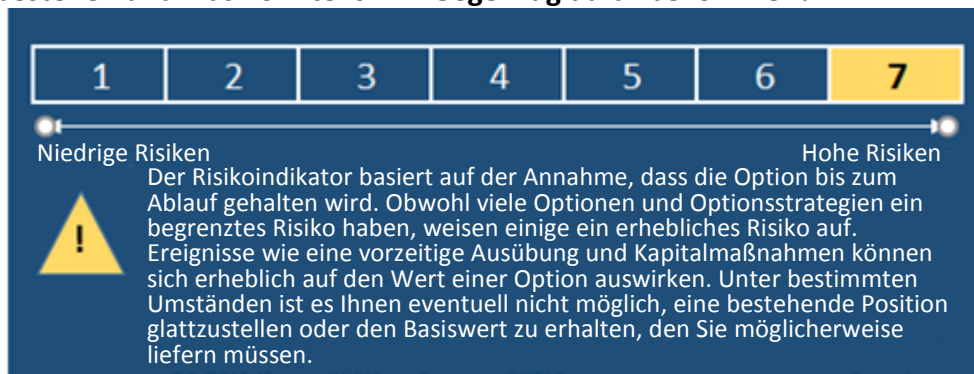 1 2 3 4 5 6 7
Niedrige Risiken Hohe Risiken
Der Risikoindikator basiert auf der Annahme, dass die Option bis zum
Ablauf gehalten wird. Obwohl viele Optionen und Optionsstrategien ein
begrenztes Risiko haben, weisen einige ein erhebliches Risiko auf.
! Ereignisse wie eine vorzeitige Ausübung und Kapitalmaßnahmen können
sich erheblich auf den Wert einer Option auswirken. Unter bestimmten
Umständen ist es Ihnen eventuell nicht möglich, eine bestehende Position
glattzustellen oder den Basiswert zu erhalten, den Sie möglicherweise
liefern müssen.